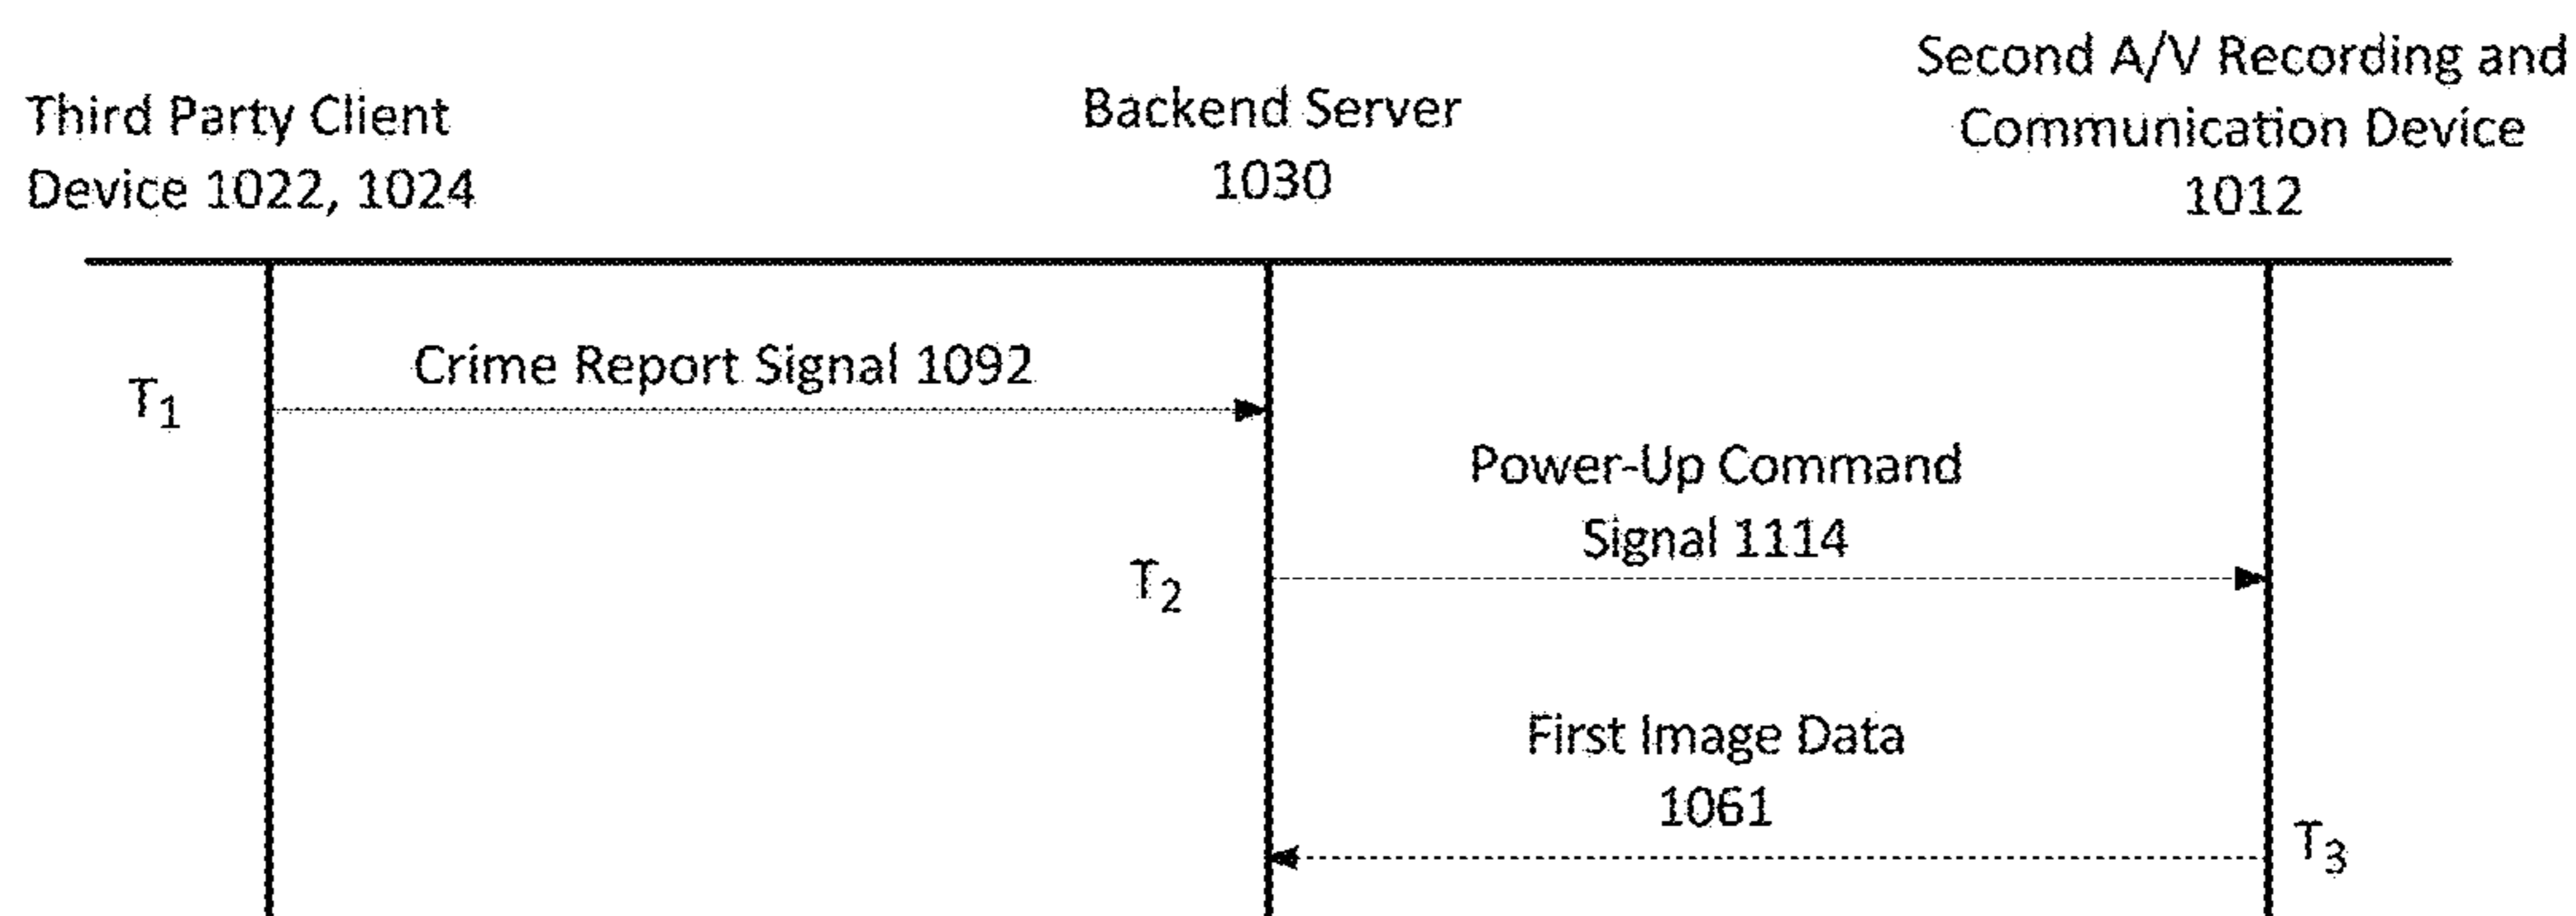 Third Party Client
Device 1022, 1024
Backend Server
1030
Second A/V Recording and
Communication Device
1012
Crime Report Signal 1092
T1
Power-Up Command
Signal 1114
T2
First Image Data
1061
T3